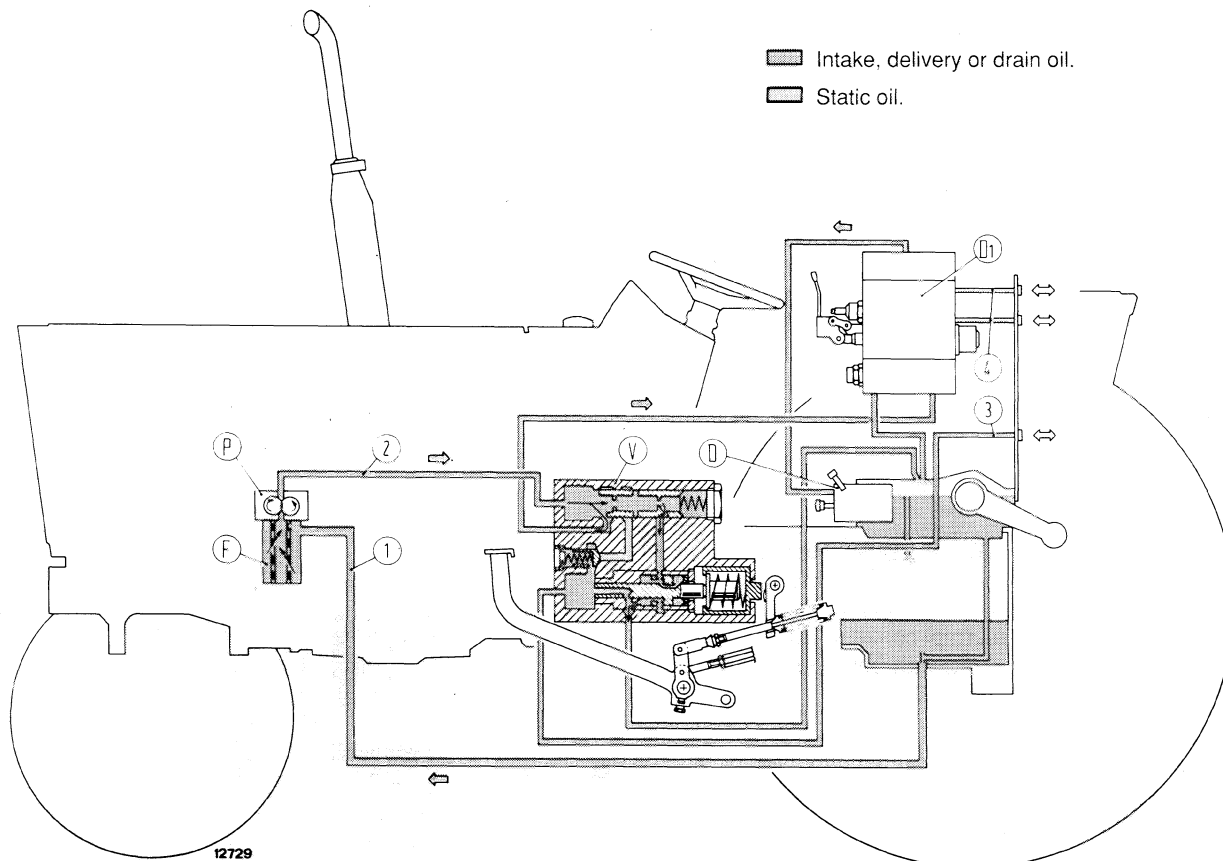 Intake, delivery or drain oil.
Static oil.
D1
4
3
P
2
V
D
F
1
12729